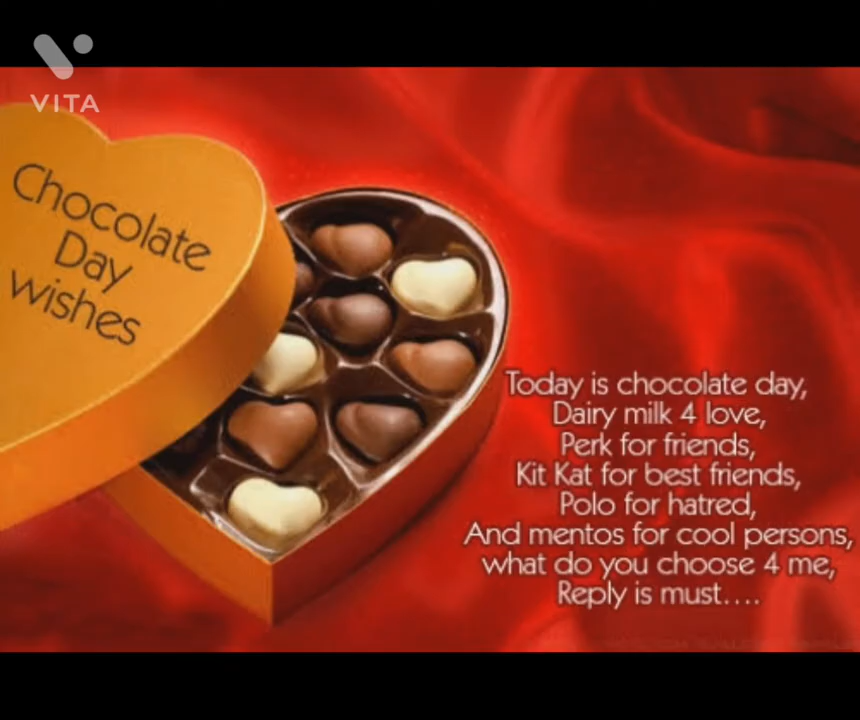 VITA
Chocolate
Day
wishes
Today is chocolate day,
Dairy milk 4 love,
Perk for friends,
Kit Kat for best friends,
Polo for hatred,
And mentos for cool persons,
what do you choose 4 me,
Reply is must....